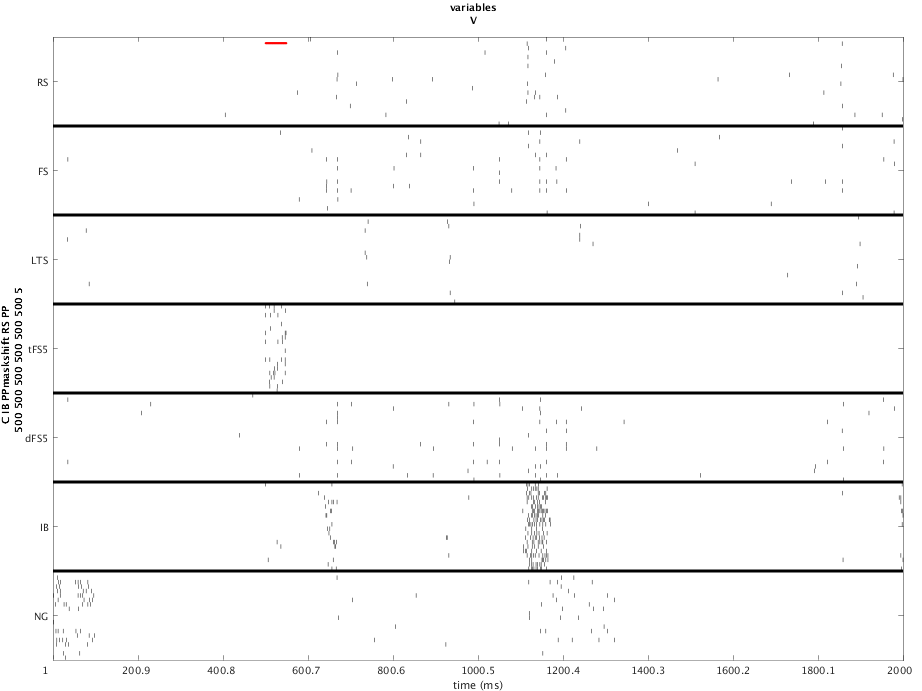 variables
V
RS
FS
LTS
tFS5
dFS5
IB
NG
C IB PPmaskshift RS PP
500 500 500 500 500 500 5
1
200.9
400.8
600.7
800.6
1000.5
1200.4
1400.3
1600.2
1800.1
2000
time (ms)